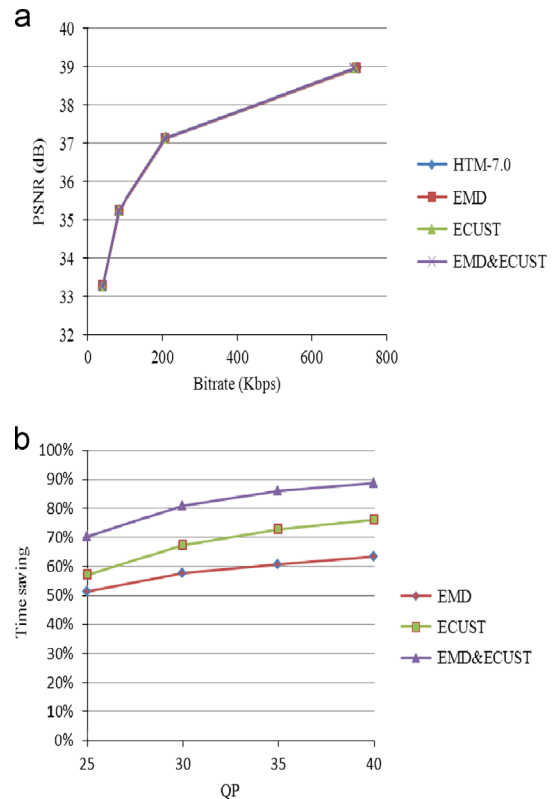 a
40
39
38
37
36
35
34
33
32
PSNR (dB)
0 200 400 600 800
Bitrate (Kbps)
HTM-7.0
EMD
ECUST
EMD&ECUST
b
100%
90%
80%
70%
60%
50%
40%
30%
20%
10%
0%
Time saving
25 30 35 40
QP
EMD
ECUST
EMD&ECUST